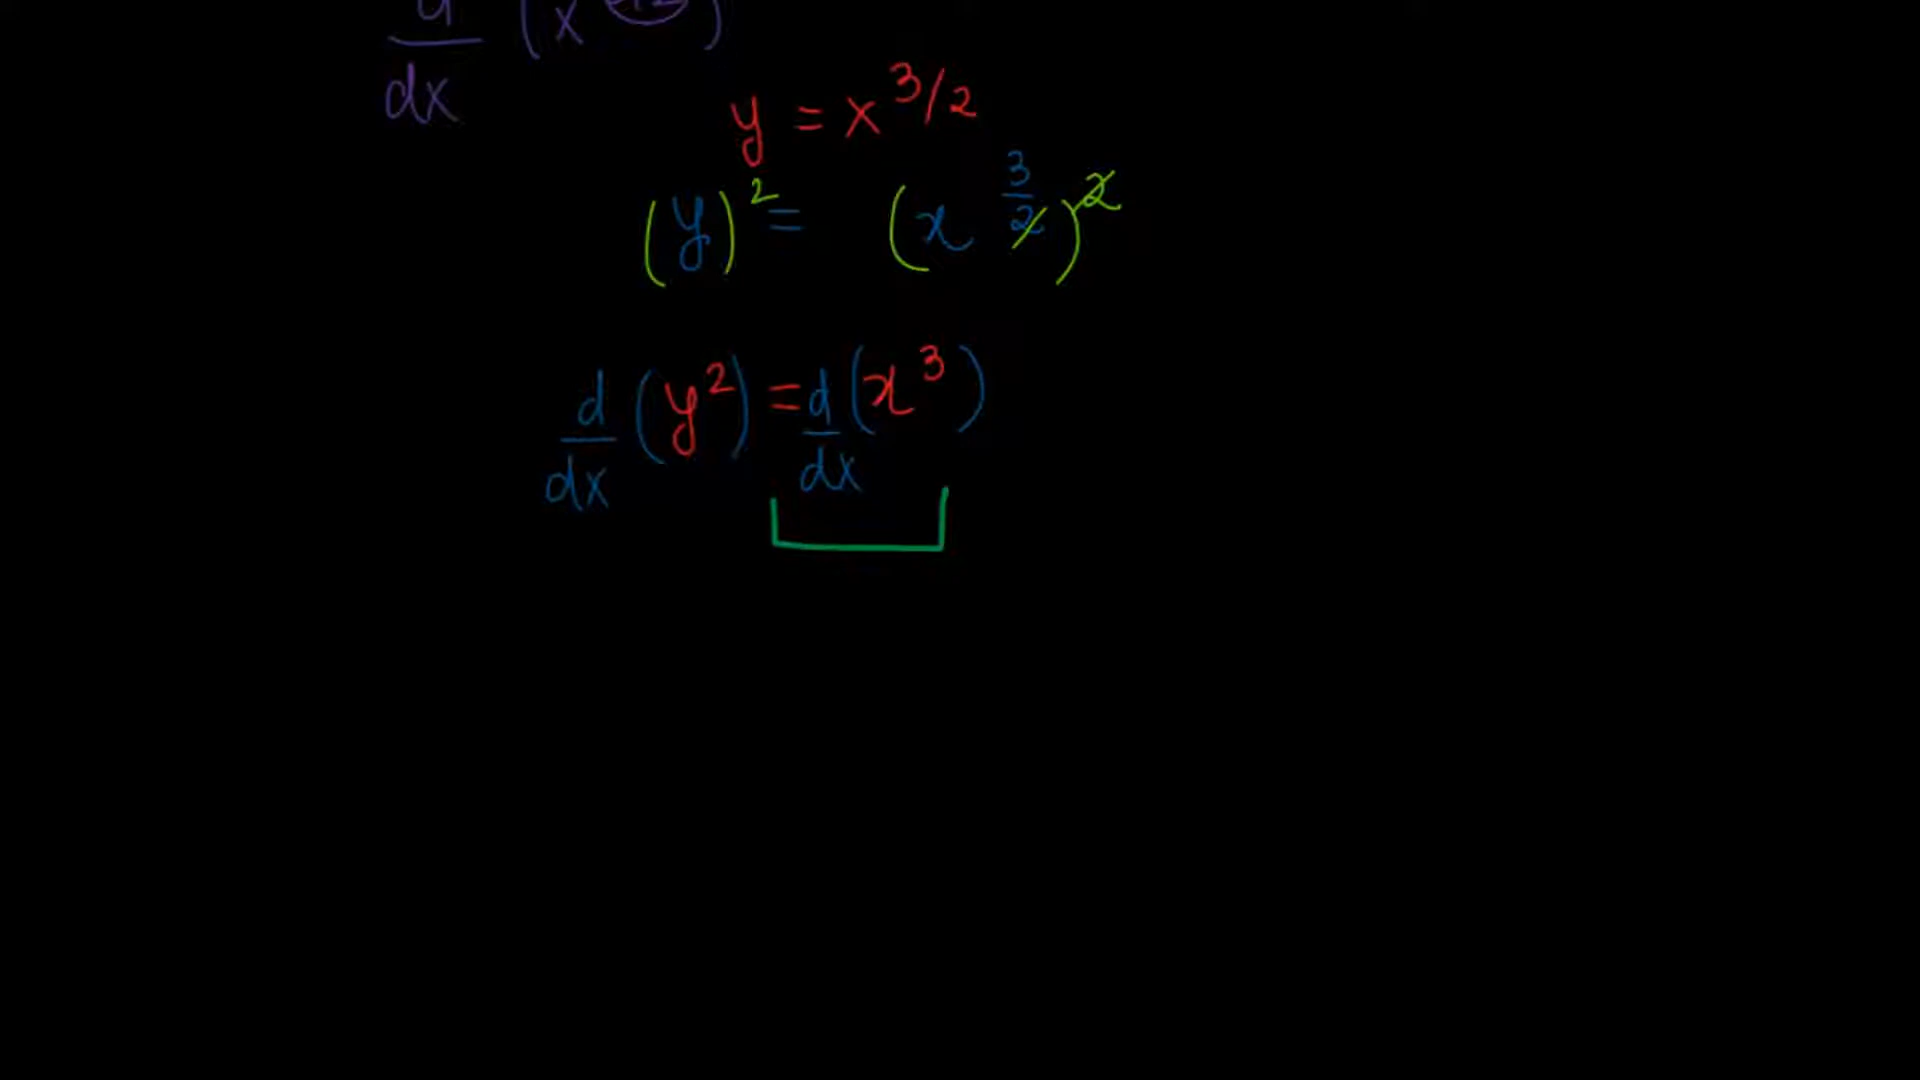 d/dx (x )
y = x^3/2
(y)^2 = (x^3/2)^2
d/dx (y^2) = d/dx (x^3)